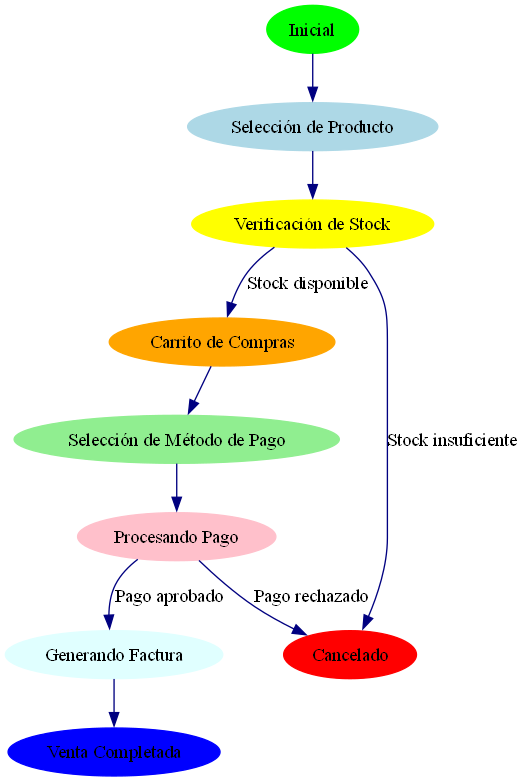 Inicial
Selección de Producto
Verificación de Stock
Stock disponible
Carrito de Compras
Stock insuficiente
Selección de Método de Pago
Procesando Pago
Pago aprobado
Pago rechazado
Generando Factura
Cancelado
Venta Completada